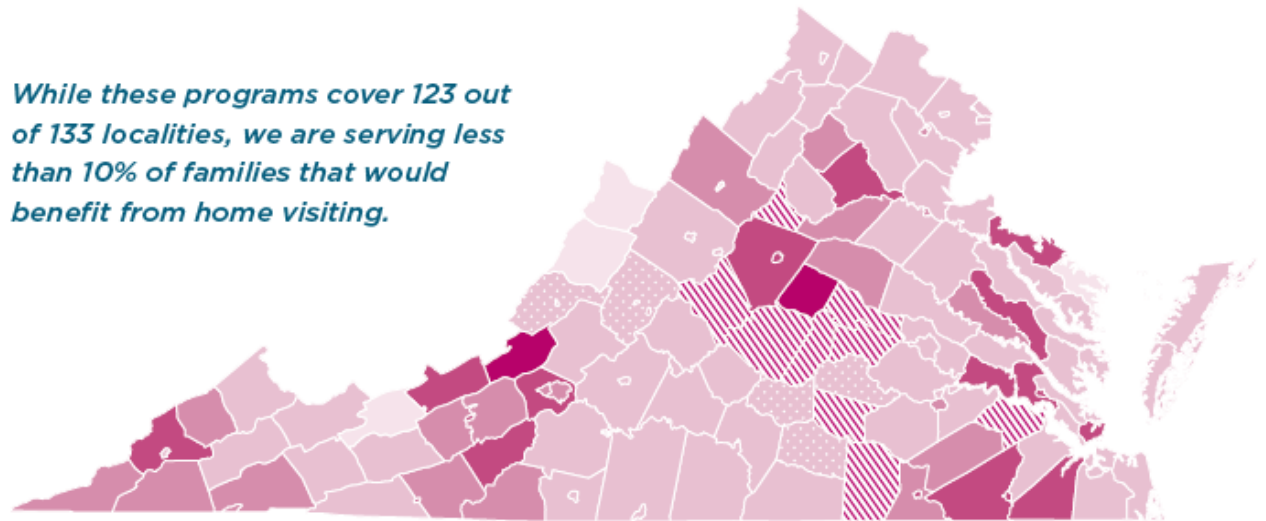 While these programs cover 123 out
of 133 localities, we are serving less
than 10% of families that would
benefit from home visiting.